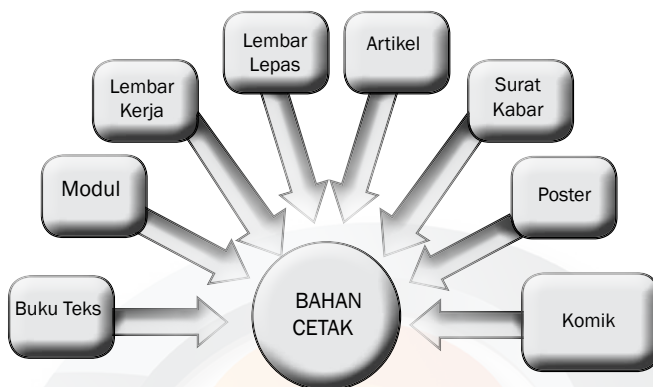 Lembar
Lepas
Artikel
Lembar
Kerja
Surat
Kabar
Modul
Poster
Buku Teks
BAHAN
CETAK
Komik